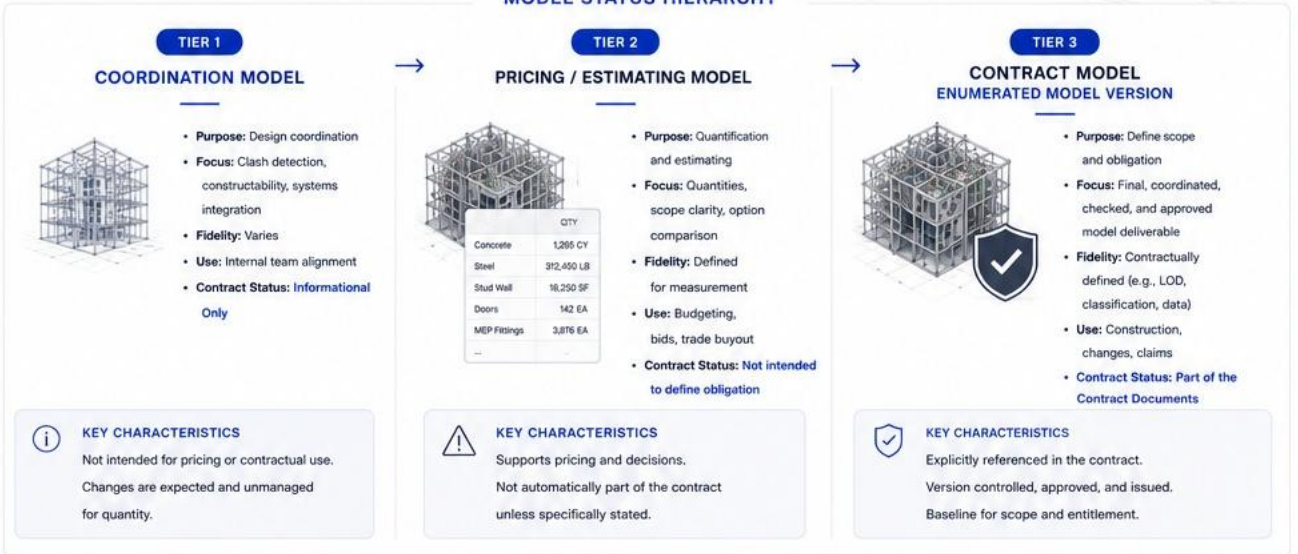 MODEL STATUS HIERARCHY
TIER 1
COORDINATION MODEL
• Purpose: Design coordination
• Focus: Clash detection,
constructability, systems
integration
• Fidelity: Varies
• Use: Internal team alignment
• Contract Status: Informational
Only
KEY CHARACTERISTICS
Not intended for pricing or contractual use.
Changes are expected and unmanaged
for quantity.
TIER 2
PRICING / ESTIMATING MODEL
QTY
Concrete 1,265 CY
Steel 312,450 LB
Stud Wall 18,250 SF
Doors 142 EA
MEP Fittings 3,876 EA
...
• Purpose: Quantification
and estimating
• Focus: Quantities,
scope clarity, option
comparison
• Fidelity: Defined
for measurement
• Use: Budgeting,
bids, trade buyout
• Contract Status: Not intended
to define obligation
KEY CHARACTERISTICS
Supports pricing and decisions.
Not automatically part of the contract
unless specifically stated.
TIER 3
CONTRACT MODEL
ENUMERATED MODEL VERSION
• Purpose: Define scope
and obligation
• Focus: Final, coordinated,
checked, and approved
model deliverable
• Fidelity: Contractually
defined (e.g., LOD,
classification, data)
• Use: Construction,
changes, claims
• Contract Status: Part of the
Contract Documents
KEY CHARACTERISTICS
Explicitly referenced in the contract.
Version controlled, approved, and issued.
Baseline for scope and entitlement.